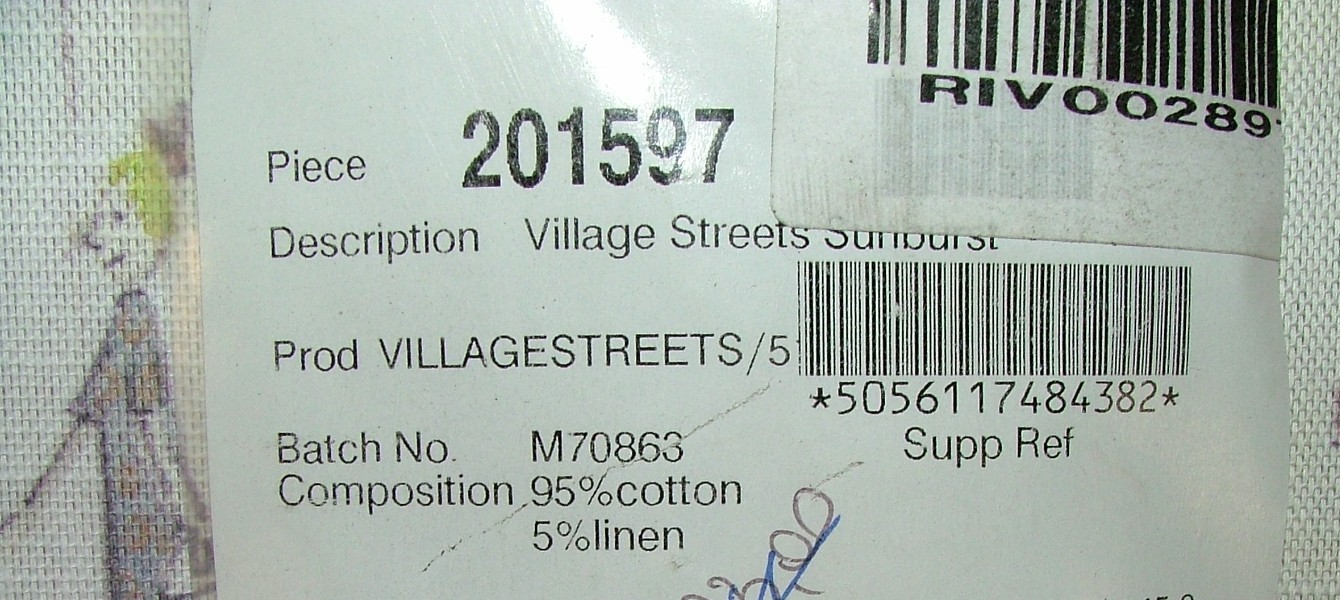 RIVO0289
Piece 201597
Description Village Streets Sunburst
Prod VILLAGESTREETS/5
*5056117484382*
Batch No. M70863 Supp Ref
Composition 95%cotton
5%linen